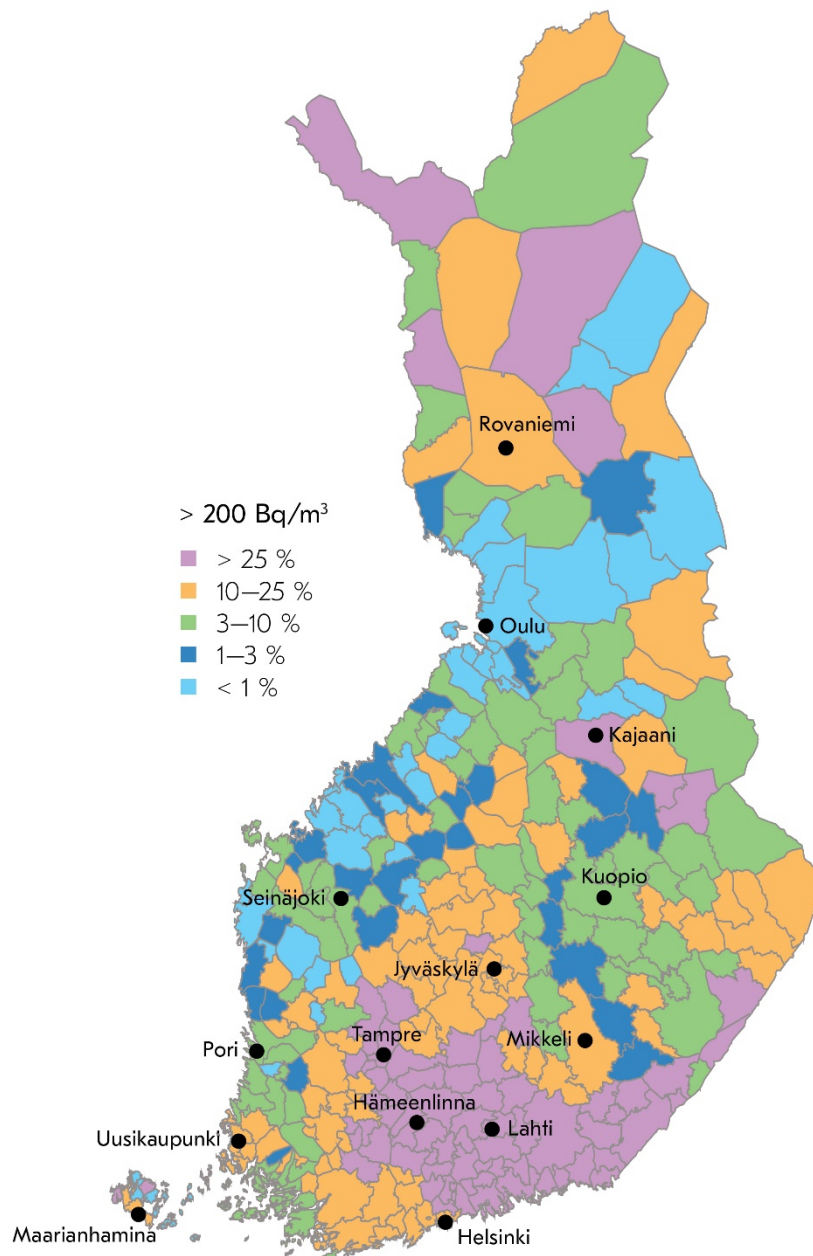 Rovaniemi
> 200 Bq/m³
> 25 %
10–25 %
3–10 %
1–3 %
< 1 %
Oulu
Kajaani
Kuopio
Seinäjoki
Jyväskylä
Tampre
Mikkeli
Pori
Hämeenlinna
Lahti
Uusikaupunki
Maarianhamina
Helsinki